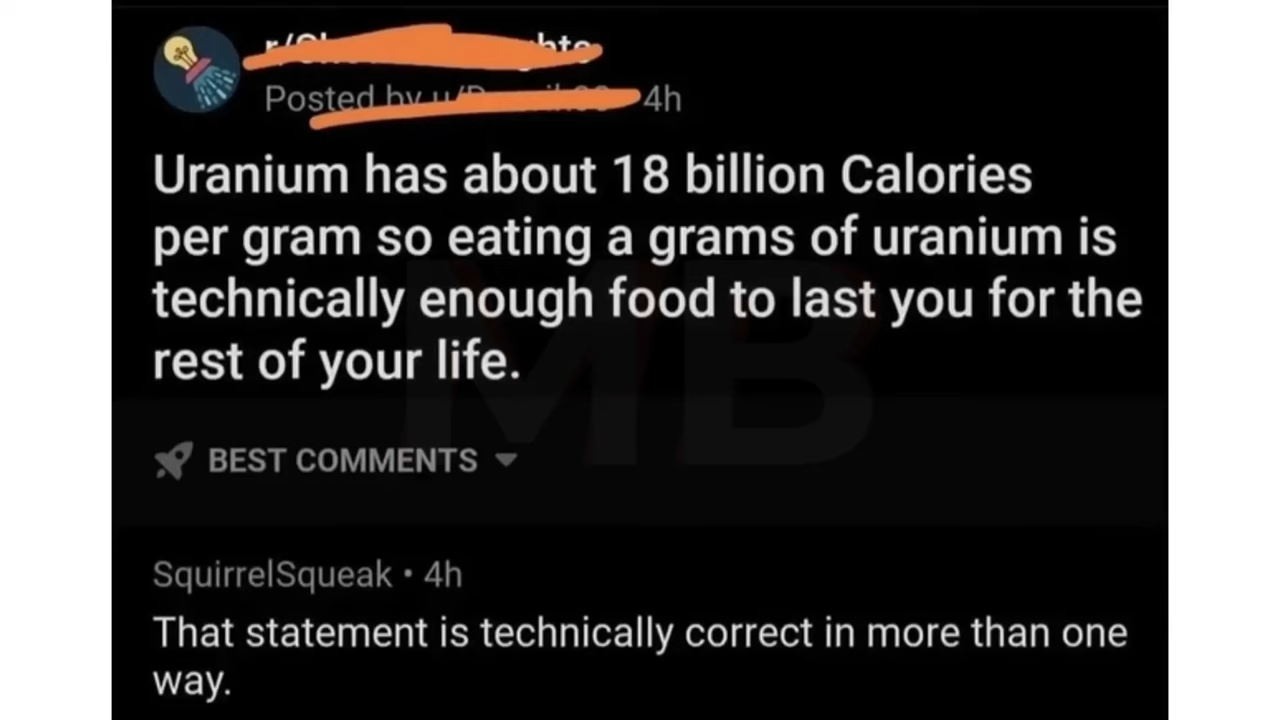 Posted by 4h
Uranium has about 18 billion Calories
per gram so eating a grams of uranium is
technically enough food to last you for the
rest of your life.
MB
BEST COMMENTS
SquirrelSqueak • 4h
That statement is technically correct in more than one
way.